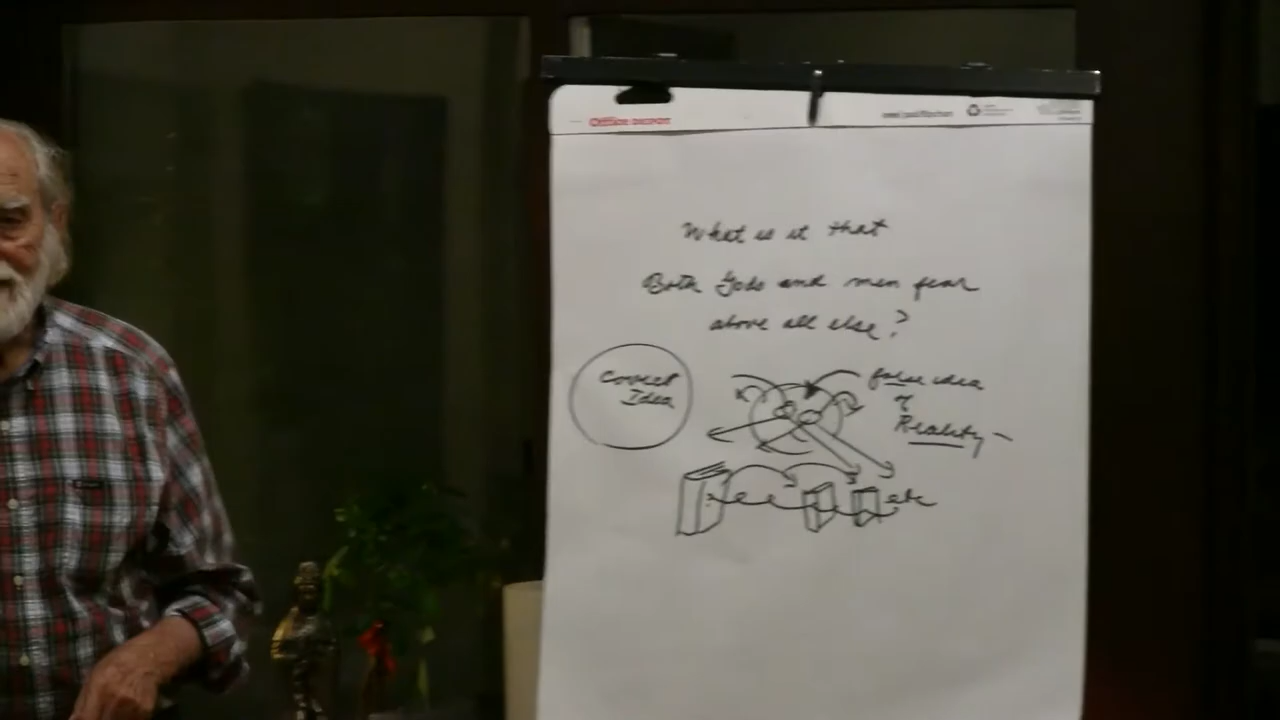 Office DEPOT
What is it that
Both Gods and men fear
above all else?
Correct
Idea
false idea
of
Reality
etc